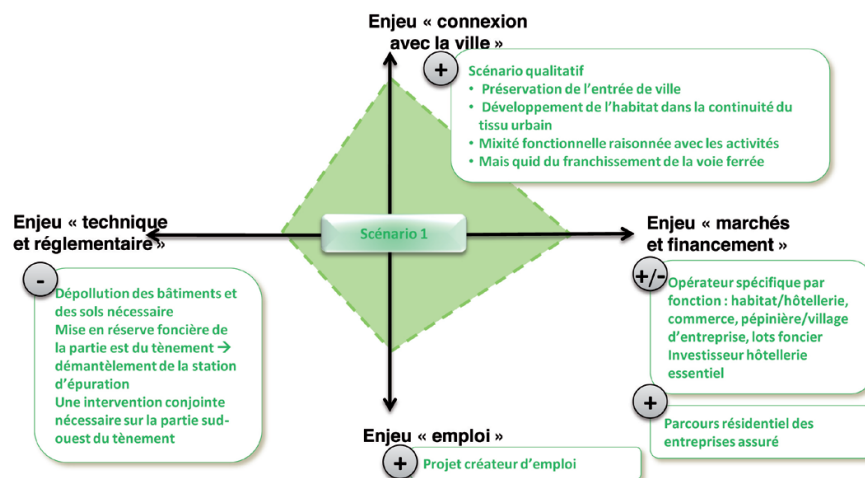 Enjeu « connexion
avec la ville »
+
Scénario qualitatif
• Préservation de l'entrée de ville
• Développement de l'habitat dans la continuité du
tissu urbain
• Mixité fonctionnelle raisonnée avec les activités
• Mais quid du franchissement de la voie ferrée
Enjeu « technique
et réglementaire »
Scénario 1
Enjeu « marchés
et financement »
-
Dépollution des bâtiments et
des sols nécessaire
Mise en réserve foncière de
la partie est du tènement →
démantèlement de la station
d'épuration
Une intervention conjointe
nécessaire sur la partie sud-
ouest du tènement
+/-
Opérateur spécifique par
fonction : habitat/hôtellerie,
commerce, pépinière/village
d'entreprise, lots foncier
Investisseur hôtellerie
essentiel
+
Parcours résidentiel des
entreprises assuré
Enjeu « emploi »
+
Projet créateur d'emploi